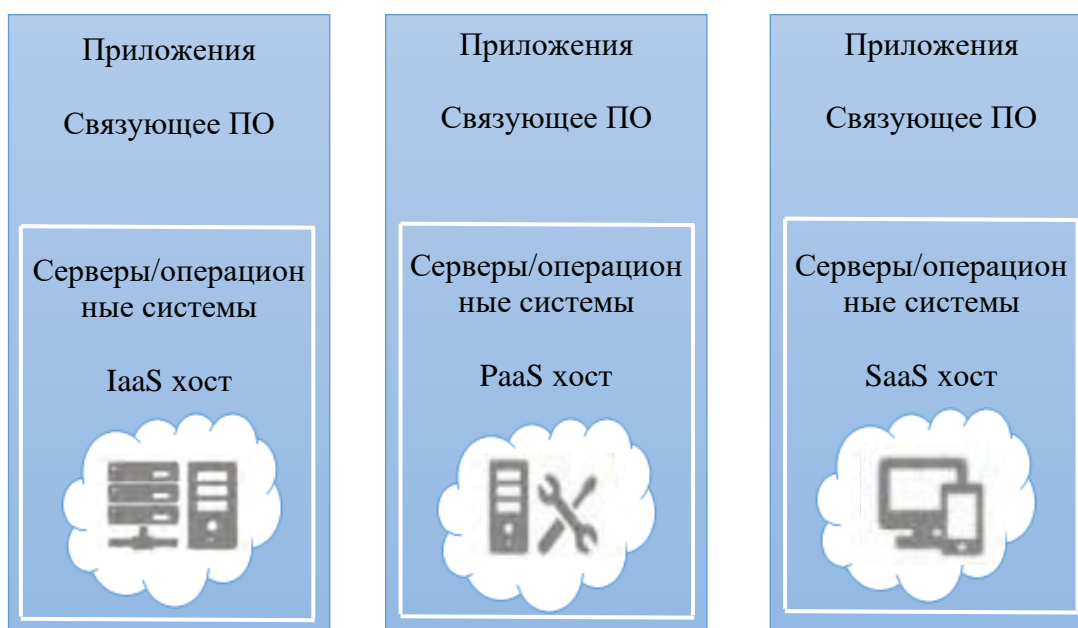 Приложения
Связующее ПО
Серверы/операцион
ные системы
IaaS хост
Приложения
Связующее ПО
Серверы/операцион
ные системы
PaaS хост
Приложения
Связующее ПО
Серверы/операцион
ные системы
SaaS хост